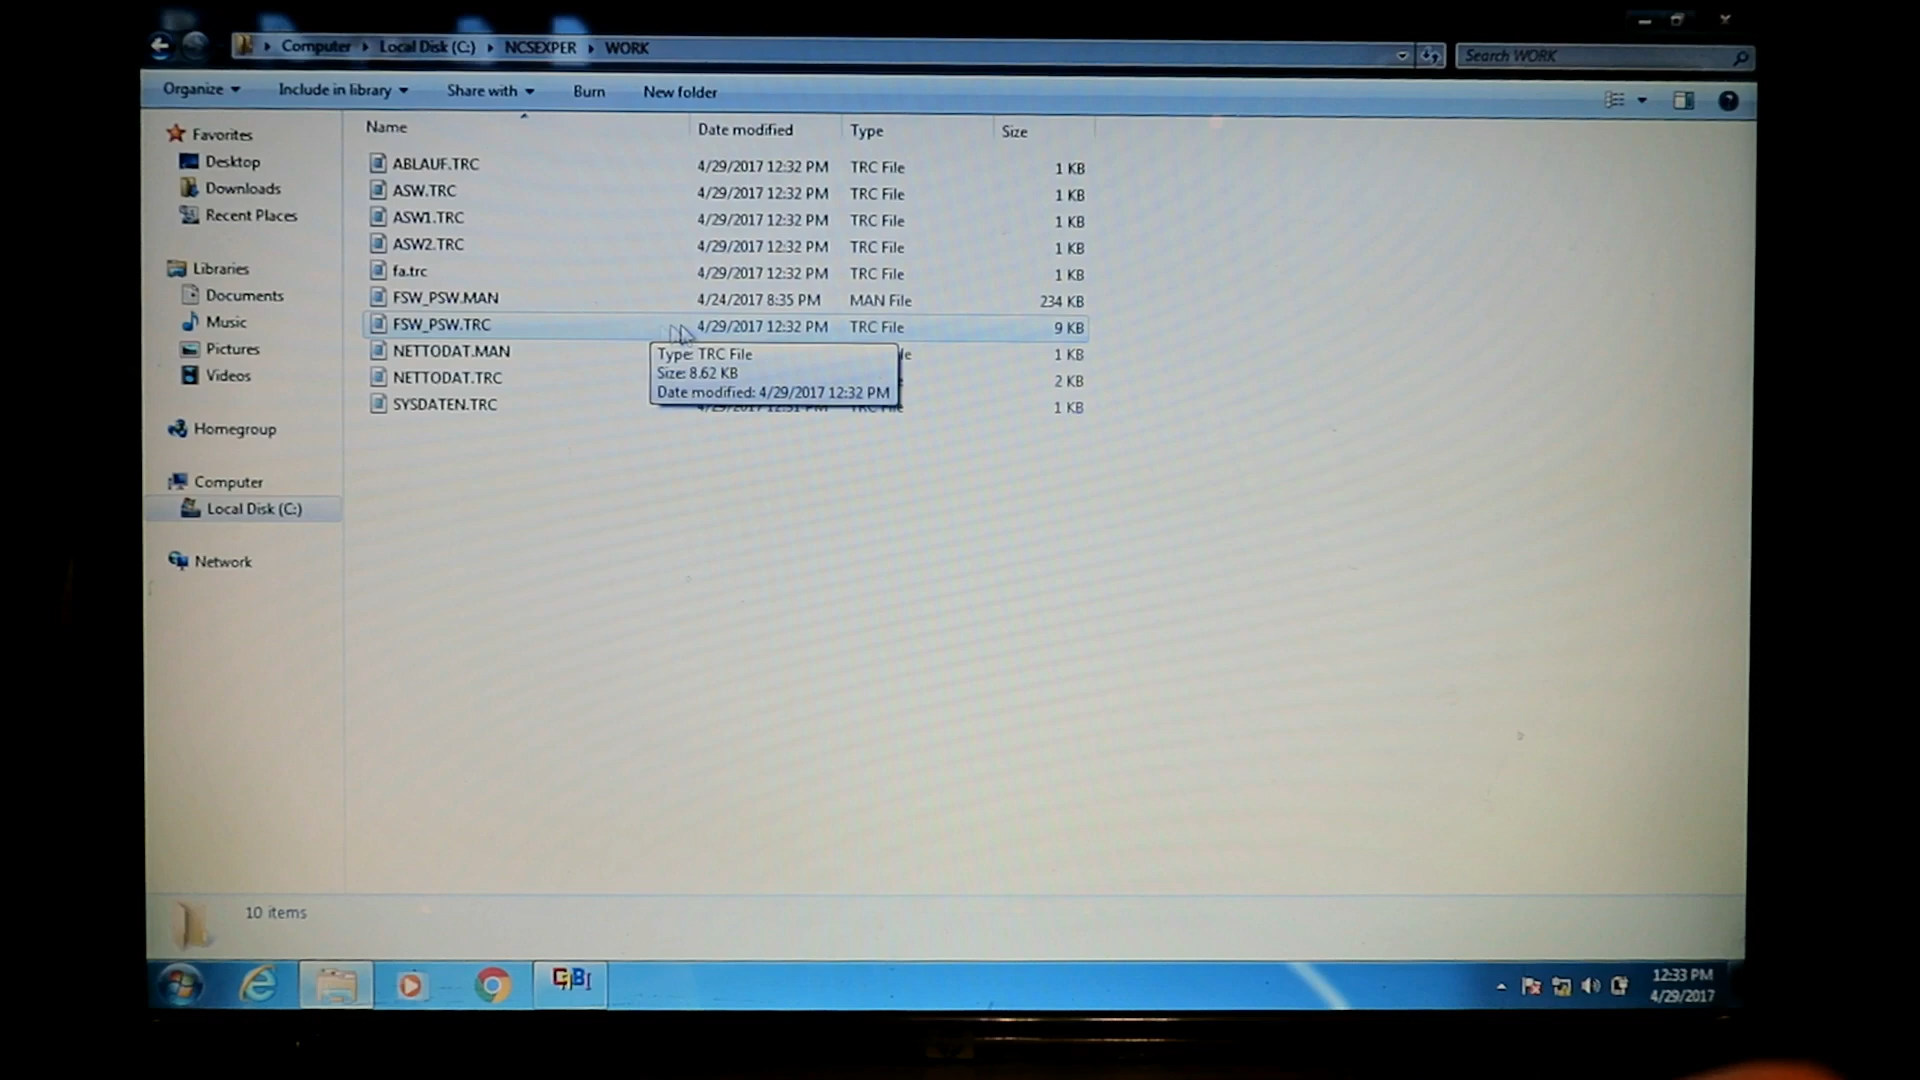 Computer Local Disk (C:) NCSEXPER WORK
Search WORK
Organize Include in library Share with Burn New folder
Name Date modified Type Size
Favorites
Desktop
Downloads
Recent Places
Libraries
Documents
Music
Pictures
Videos
Homegroup
Computer
Local Disk (C:)
Network
ABLAUF.TRC 4/29/2017 12:32 PM TRC File 1 KB
ASW.TRC 4/29/2017 12:32 PM TRC File 1 KB
ASW1.TRC 4/29/2017 12:32 PM TRC File 1 KB
ASW2.TRC 4/29/2017 12:32 PM TRC File 1 KB
fa.trc 4/29/2017 12:32 PM TRC File 1 KB
FSW_PSW.MAN 4/24/2017 8:35 PM MAN File 234 KB
FSW_PSW.TRC 4/29/2017 12:32 PM TRC File 9 KB
NETTODAT.MAN 1 KB
NETTODAT.TRC 2 KB
SYSDATEN.TRC 4/29/2017 12:31 PM TRC File 1 KB
Type: TRC File
Size: 8.62 KB
Date modified: 4/29/2017 12:32 PM
10 items
12:33 PM
4/29/2017